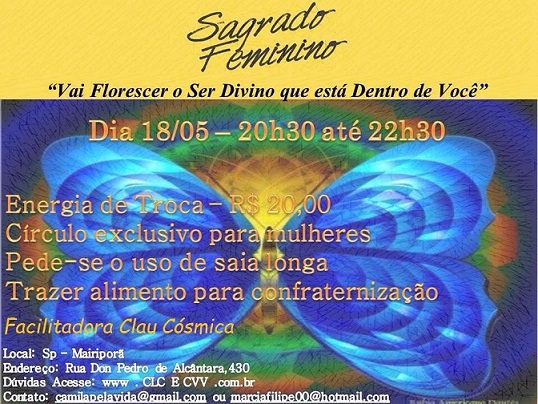 Sagrado
Feminino
“Vai Florescer o Ser Divino que está Dentro de Você”
Dia 18/05 – 20h30 até 22h30
Energia de Troca – R$ 20,00
Círculo exclusivo para mulheres
Pede-se o uso de saia longa
Trazer alimento para confraternização
Facilitadora Clau Cósmica
Local: Sp - Mairiporã
Endereço: Rua Don Pedro de Alcântara,430
Dúvidas Acesse: www . CLC E CVV .com.br
Contato: camilapelavida@gmail.com ou marciafilipe00@hotmail.com